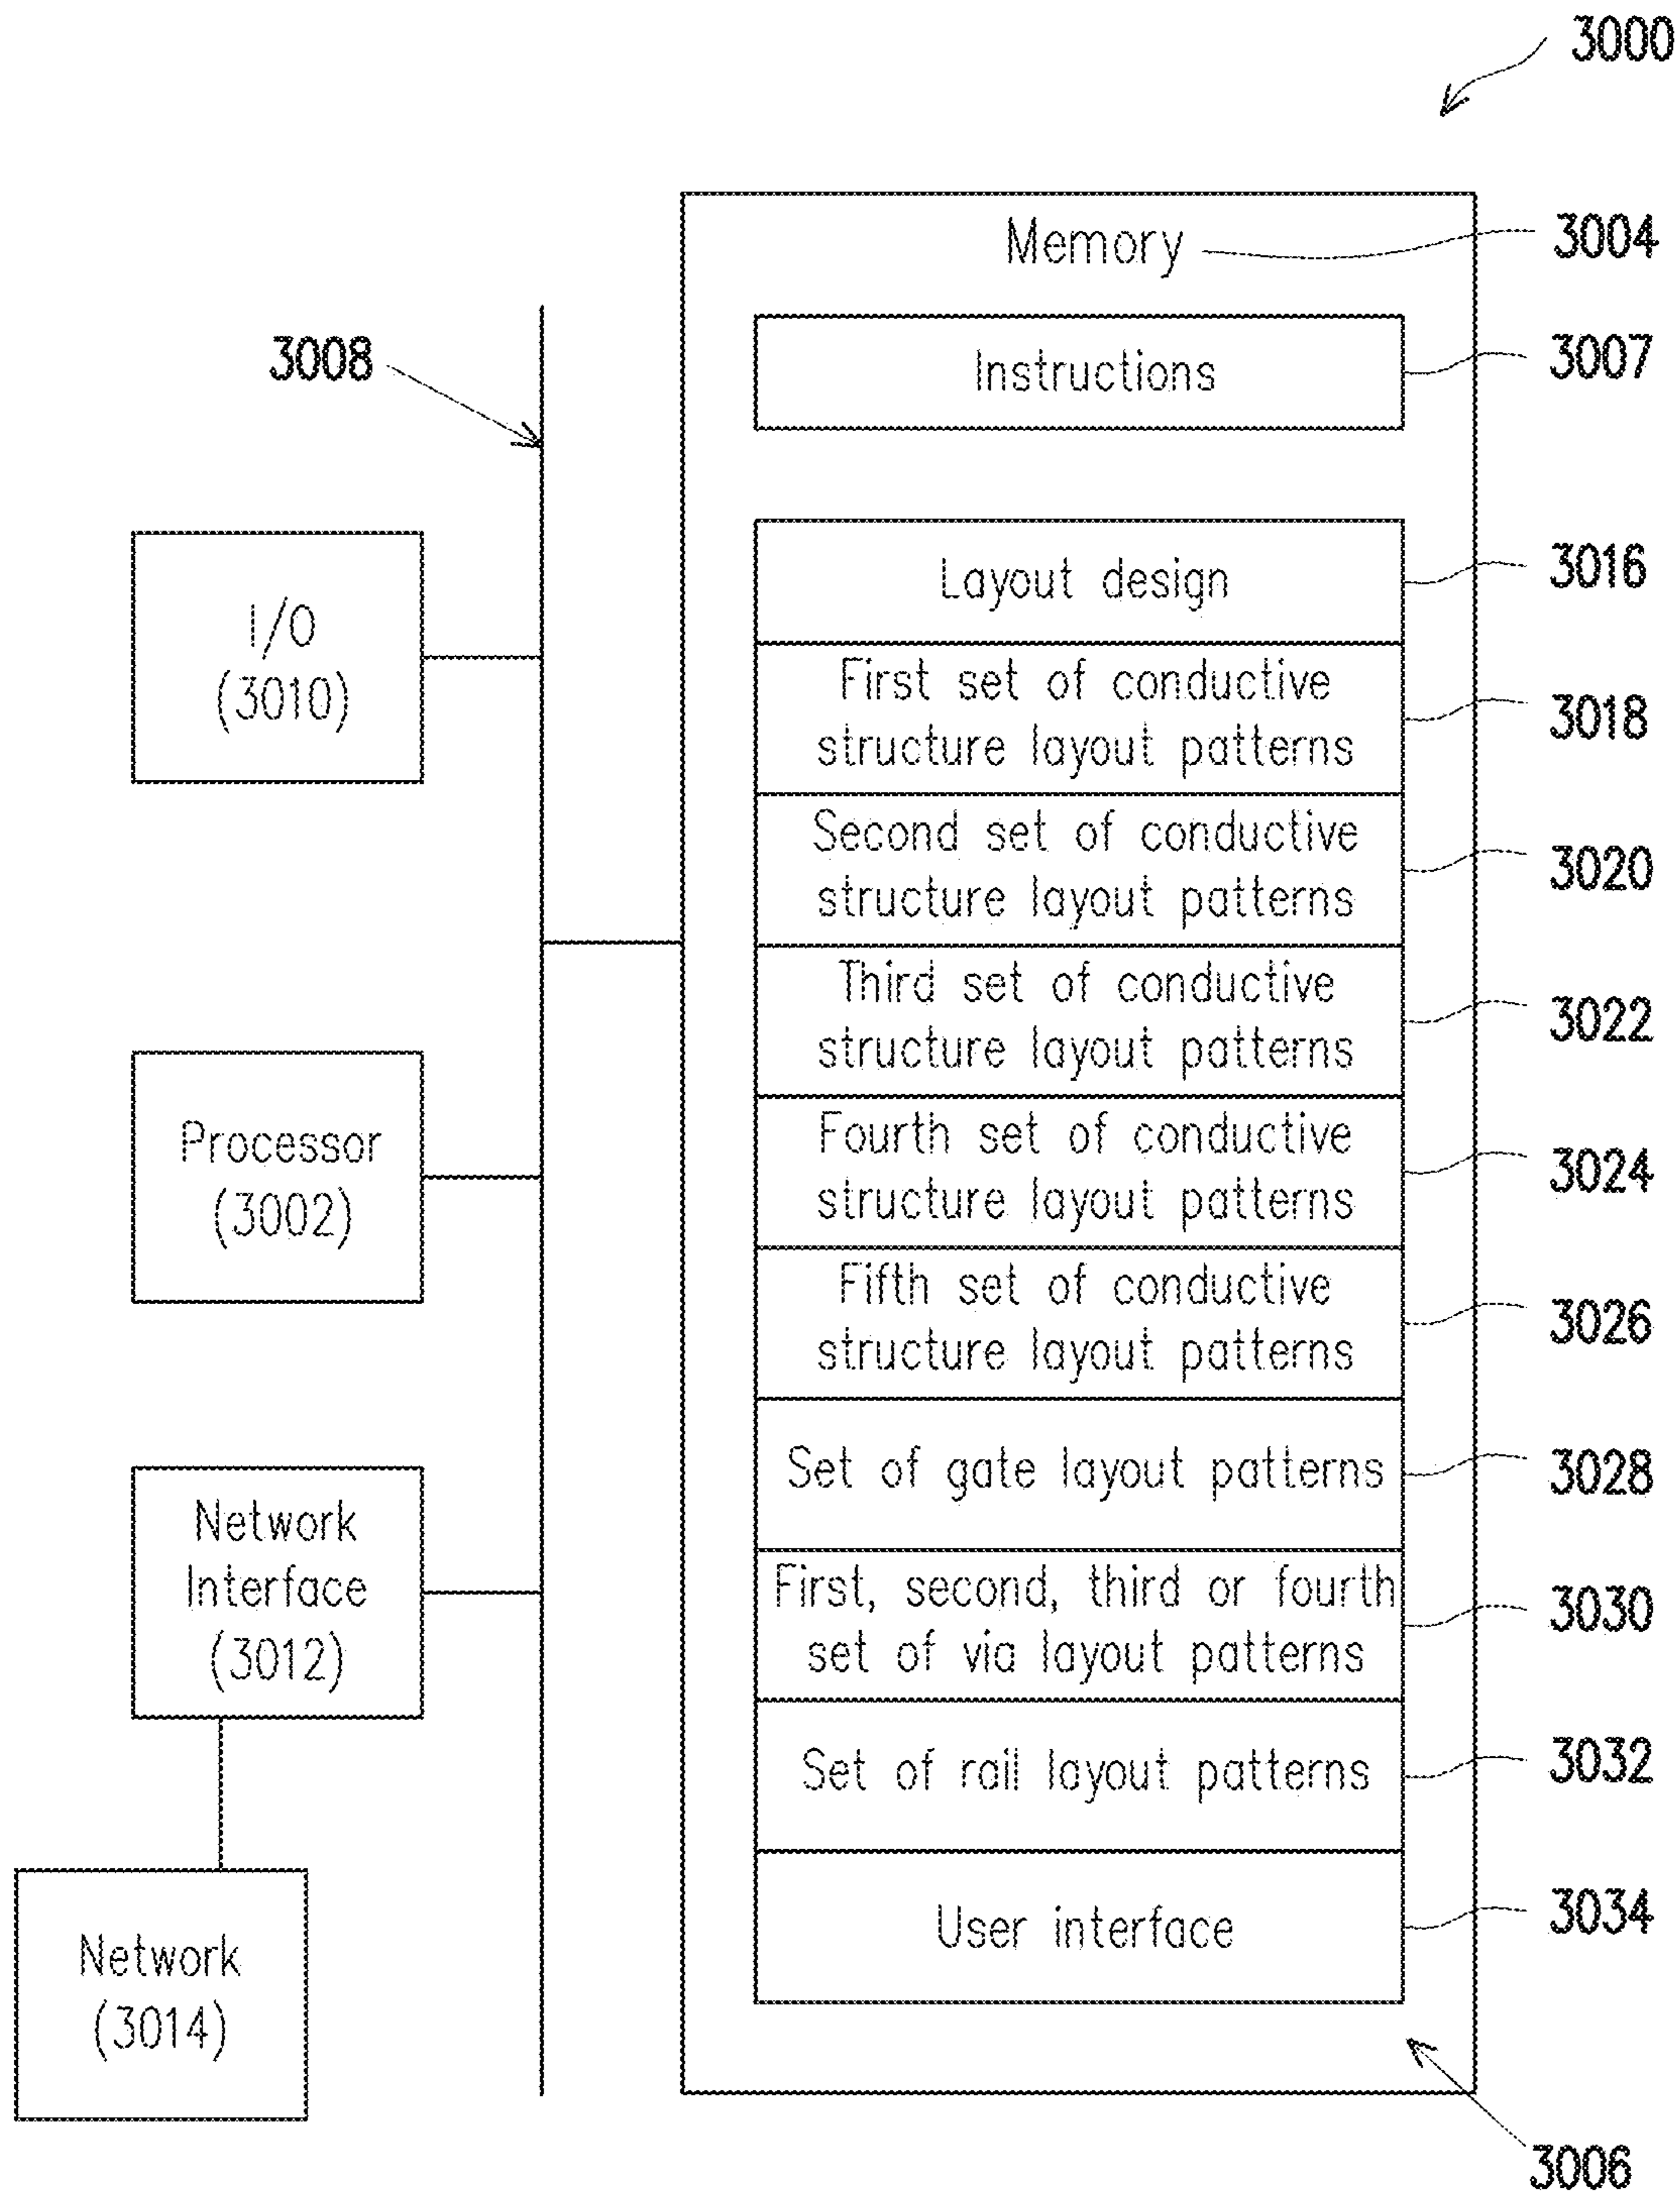 3000
Memory
3004
Instructions
3007
3008
Layout design
3016
I/O
(3010)
First set of conductive
structure layout patterns
3018
Second set of conductive
structure layout patterns
3020
Third set of conductive
structure layout patterns
3022
Processor
(3002)
Fourth set of conductive
structure layout patterns
3024
Fifth set of conductive
structure layout patterns
3026
Set of gate layout patterns
3028
Network
Interface
(3012)
First, second, third or fourth
set of via layout patterns
3030
Set of rail layout patterns
3032
User interface
3034
Network
(3014)
3006